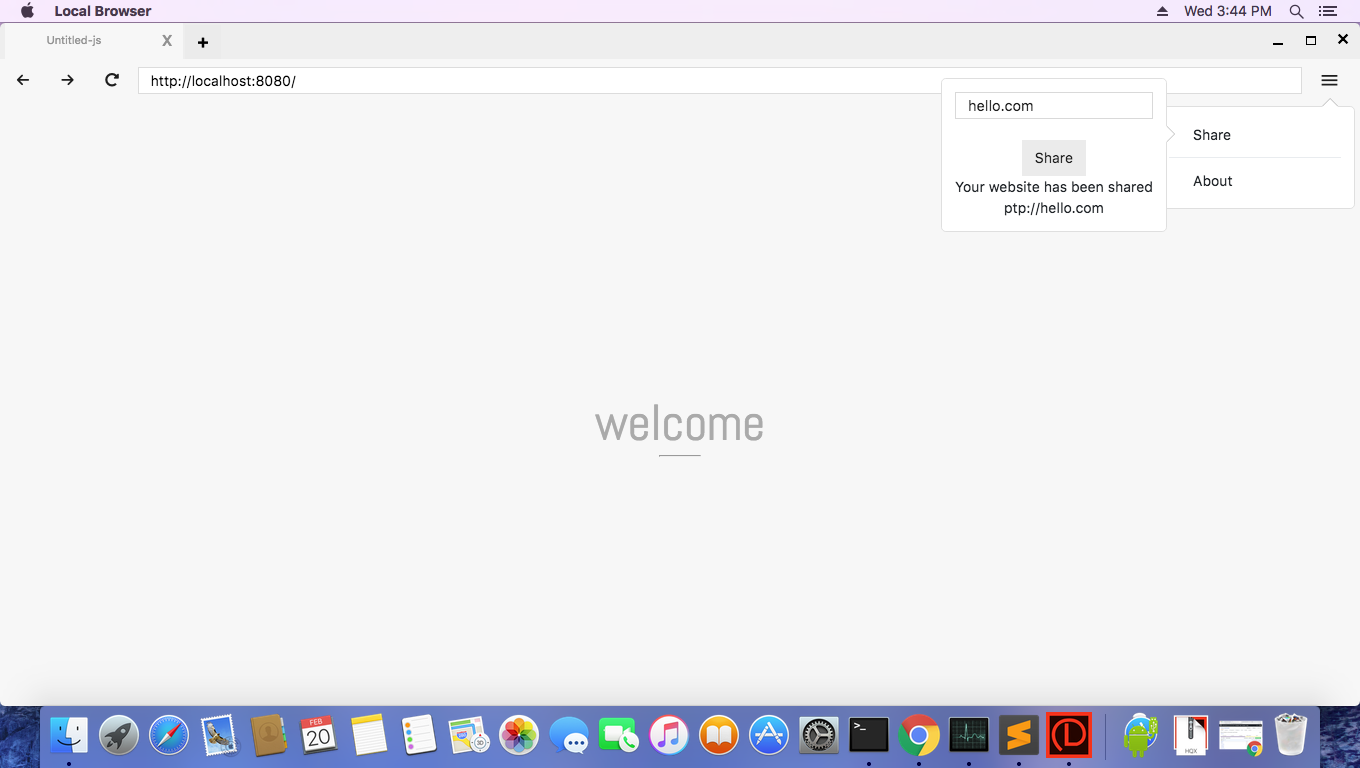 Local Browser
Wed 3:44 PM
Untitled-js
X
http://localhost:8080/
hello.com
Share
Your website has been shared
ptp://hello.com
Share
About
welcome
FEB
20
30
>_
HQX